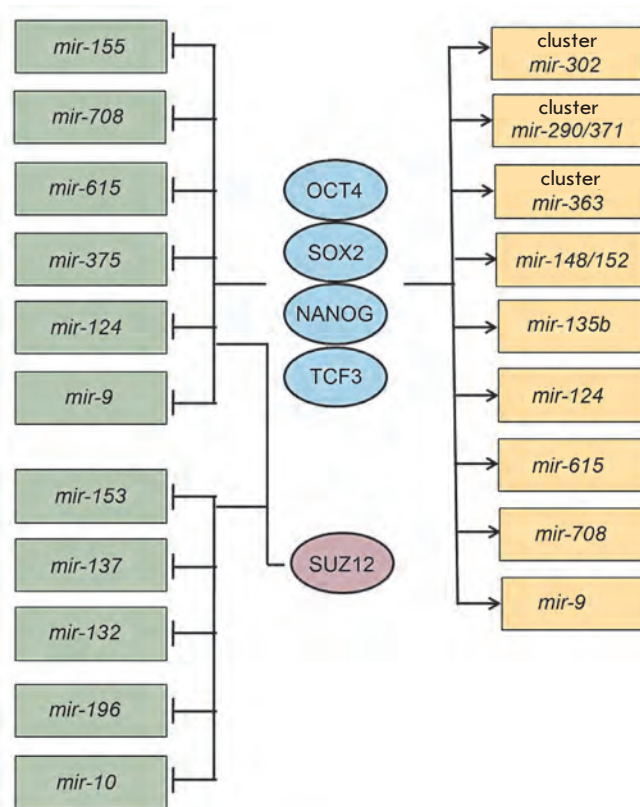 mir-155
mir-708
mir-615
mir-375
mir-124
mir-9
mir-153
mir-137
mir-132
mir-196
mir-10
OCT4
SOX2
NANOG
TCF3
SUZ12
cluster
mir-302
cluster
mir-290/371
cluster
mir-363
mir-148/152
mir-135b
mir-124
mir-615
mir-708
mir-9